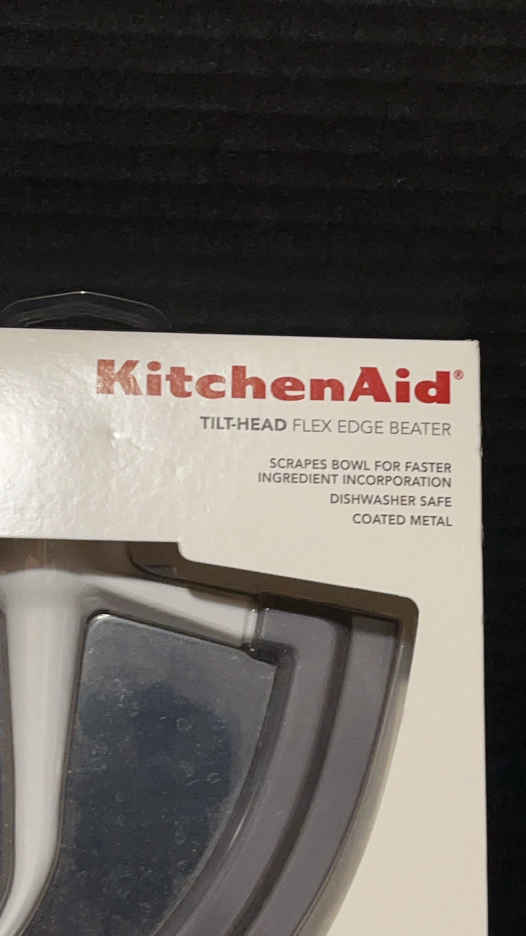 KitchenAid®
TILT-HEAD FLEX EDGE BEATER
SCRAPES BOWL FOR FASTER
INGREDIENT INCORPORATION
DISHWASHER SAFE
COATED METAL